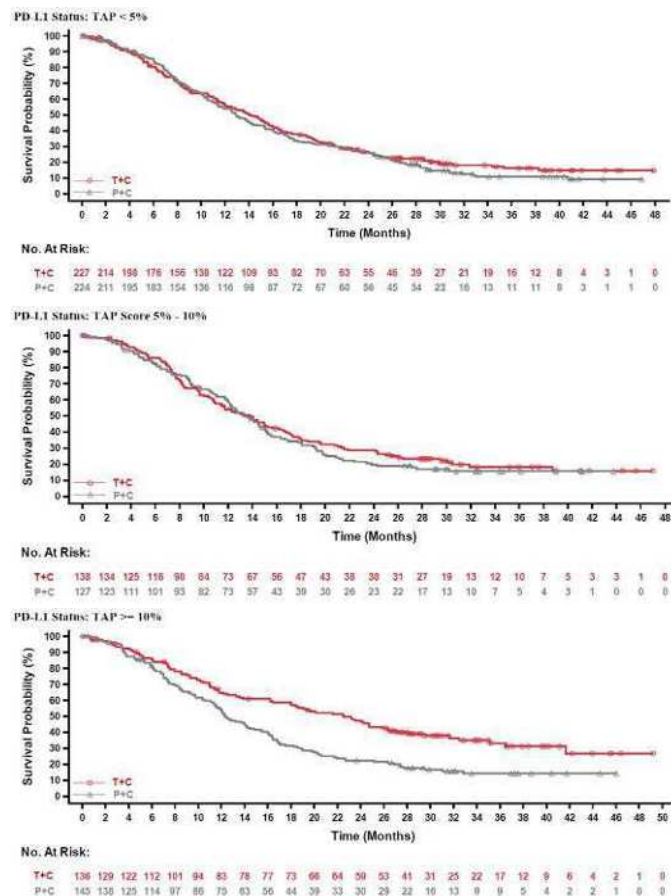 PD-L1 Status: TAP < 5%
Survival Probability (%)
100
90
80
70
60
50
40
30
20
10
0
T+C
P+C
0 2 4 6 8 10 12 14 16 18 20 22 24 26 28 30 32 34 36 38 40 42 44 46 48
Time (Months)
No. At Risk:
T+C 227 214 198 176 156 138 122 109 93 82 70 63 55 46 39 27 21 19 16 12 8 4 3 1 0
P+C 224 211 195 183 154 136 116 98 87 72 67 60 56 45 34 23 16 13 11 11 8 3 1 1 0
PD-L1 Status: TAP Score 5% - 10%
Survival Probability (%)
100
90
80
70
60
50
40
30
20
10
0
T+C
P+C
0 2 4 6 8 10 12 14 16 18 20 22 24 26 28 30 32 34 36 38 40 42 44 46 48
Time (Months)
No. At Risk:
T+C 138 134 125 116 98 84 73 67 56 47 43 38 38 31 27 19 13 12 10 7 5 3 3 1 0
P+C 127 123 111 101 93 82 73 57 43 39 30 26 23 22 17 13 10 7 5 4 3 1 0 0 0
PD-L1 Status: TAP >= 10%
Survival Probability (%)
100
90
80
70
60
50
40
30
20
10
0
T+C
P+C
0 2 4 6 8 10 12 14 16 18 20 22 24 26 28 30 32 34 36 38 40 42 44 46 48 50
Time (Months)
No. At Risk:
T+C 136 129 122 112 101 94 83 78 77 73 66 64 59 53 41 31 25 22 17 12 9 6 4 2 1 0
P+C 145 138 125 114 97 86 75 63 56 44 39 33 30 29 22 16 13 9 5 4 2 2 1 0 0